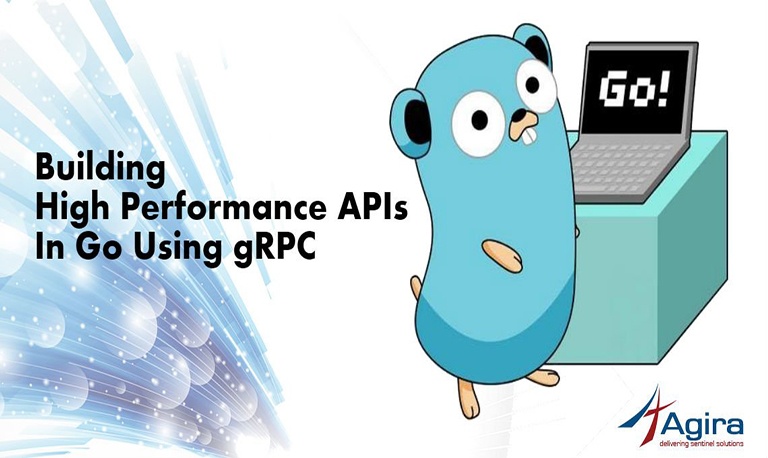 Building
High Performance APIs
In Go Using gRPC
Go!
Agira
delivering sentinel solutions